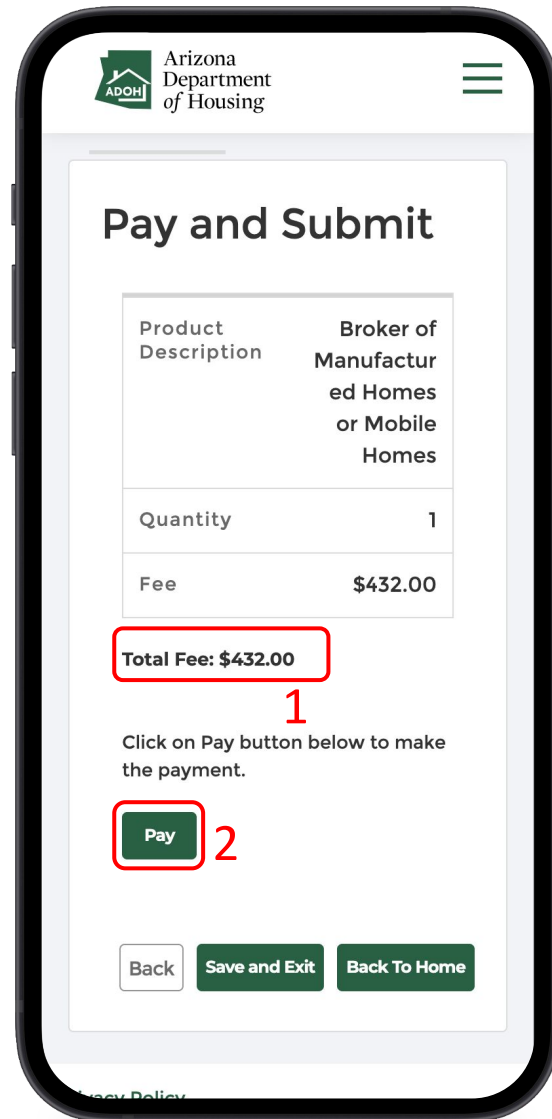 Arizona
Department
of Housing
ADOH
Pay and Submit
Product
Description
Broker of
Manufactur
ed Homes
or Mobile
Homes
Quantity
1
Fee
$432.00
Total Fee: $432.00
1
Click on Pay button below to make
the payment.
Pay
2
Back
Save and Exit
Back To Home
Policy